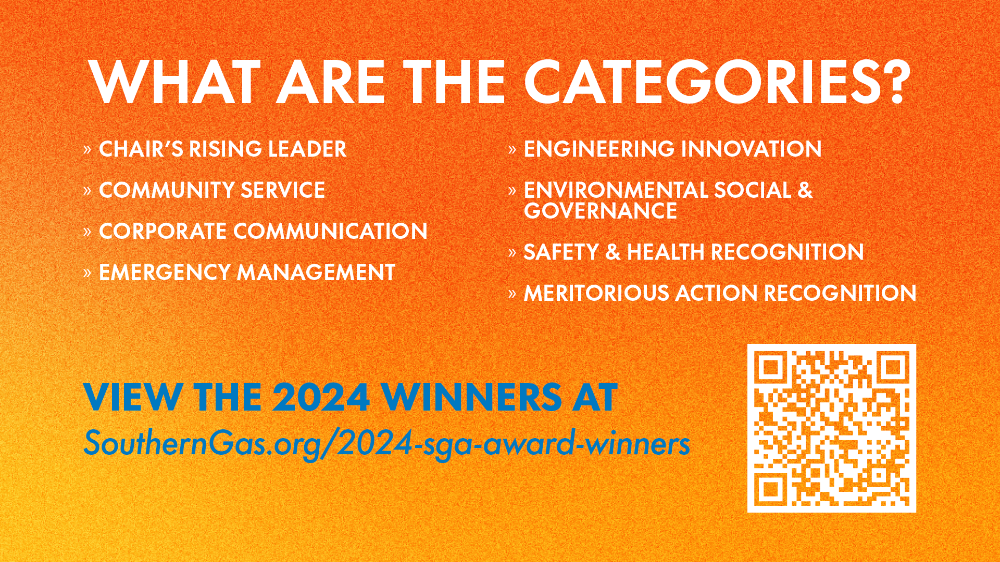 WHAT ARE THE CATEGORIES?
» CHAIR’S RISING LEADER
» COMMUNITY SERVICE
» CORPORATE COMMUNICATION
» EMERGENCY MANAGEMENT
» ENGINEERING INNOVATION
» ENVIRONMENTAL SOCIAL &
GOVERNANCE
» SAFETY & HEALTH RECOGNITION
» MERITORIOUS ACTION RECOGNITION
VIEW THE 2024 WINNERS AT
SouthernGas.org/2024-sga-award-winners